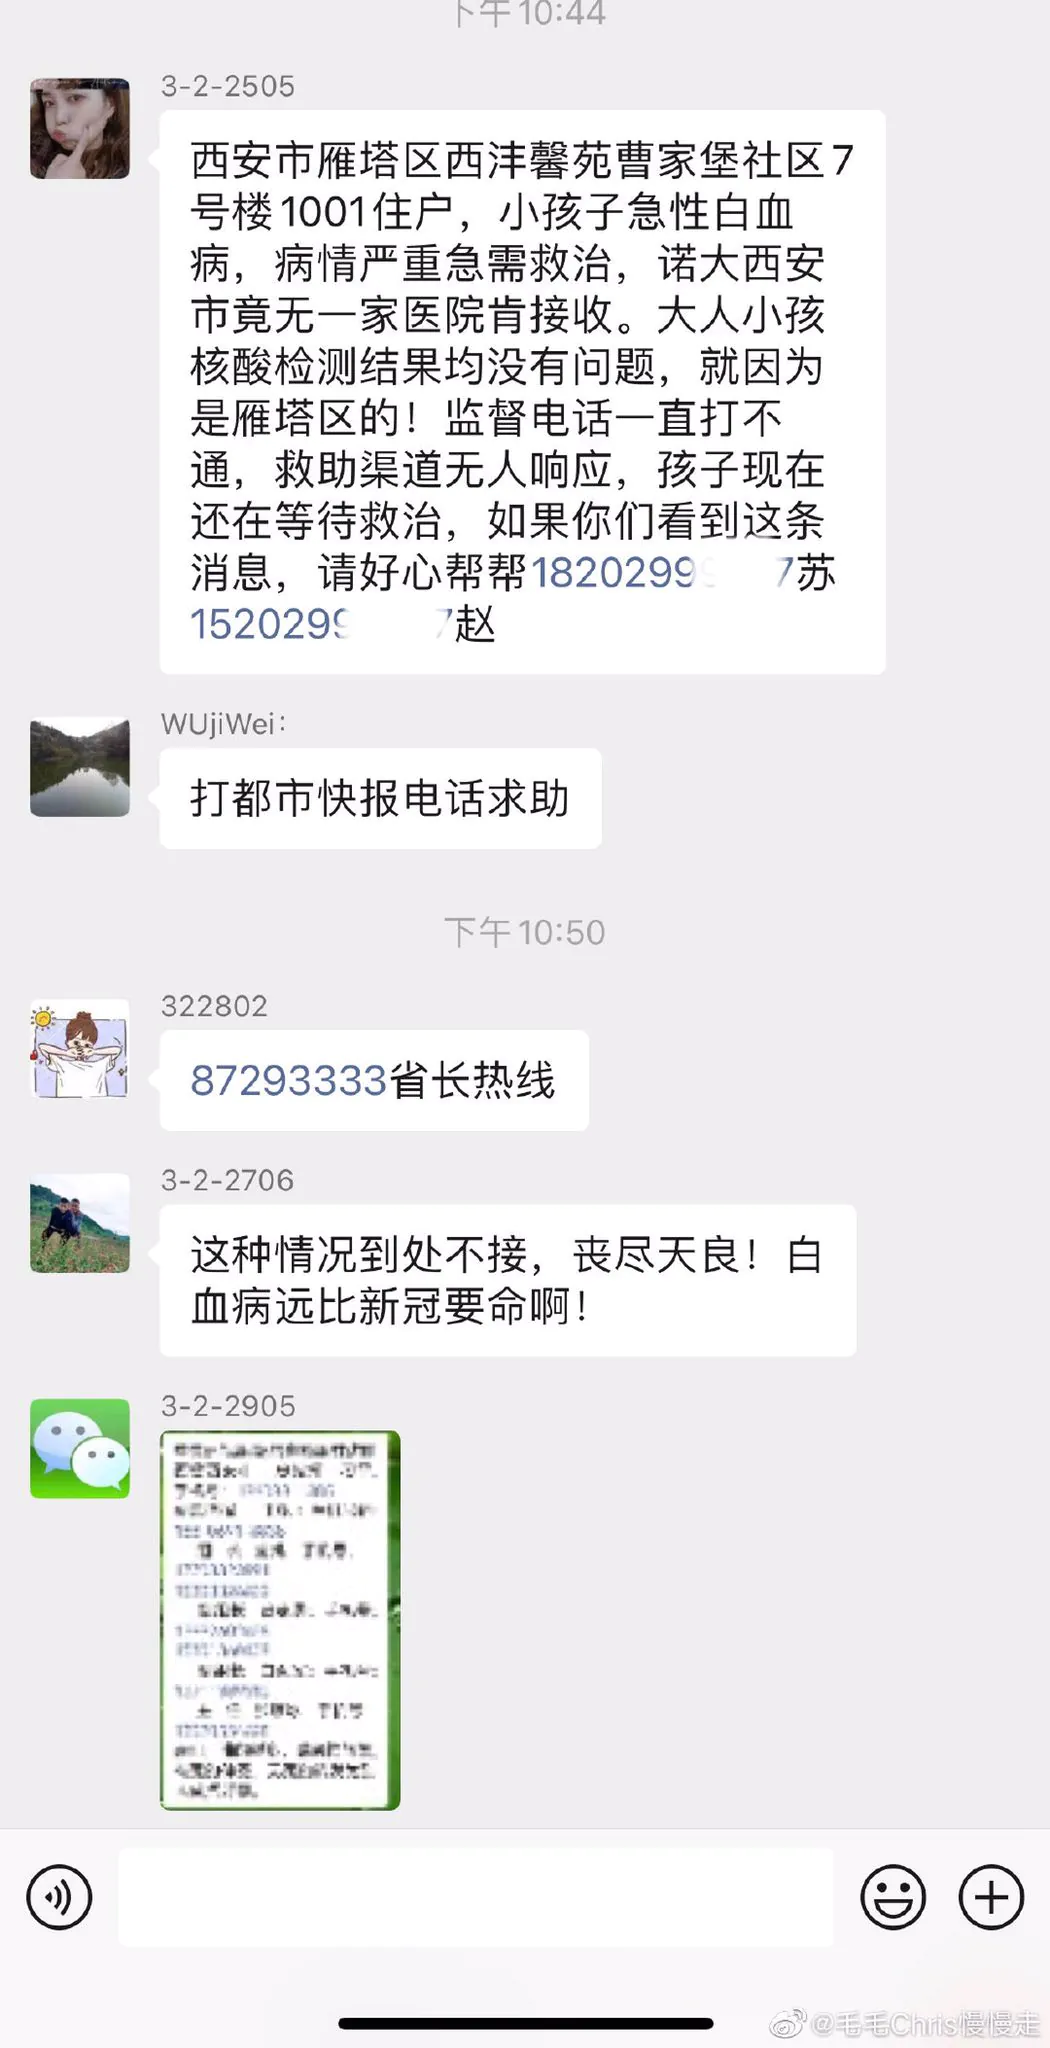 下午10:44
3-2-2505
西安市雁塔区西沣馨苑曹家堡社区7
号楼1001住户，小孩子急性白血
病，病情严重急需救治，诺大西安
市竟无一家医院肯接收。大人小孩
核酸检测结果均没有问题，就因为
是雁塔区的！监督电话一直打不
通，救助渠道无人响应，孩子现在
还在等待救治，如果你们看到这条
消息，请好心帮帮18202999 7苏
1520299 7赵
WUjiWei:
打都市快报电话求助
下午10:50
322802
87293333省长热线
3-2-2706
这种情况到处不接，丧尽天良！白
血病远比新冠要命啊！
3-2-2905
@毛毛Chris慢慢走